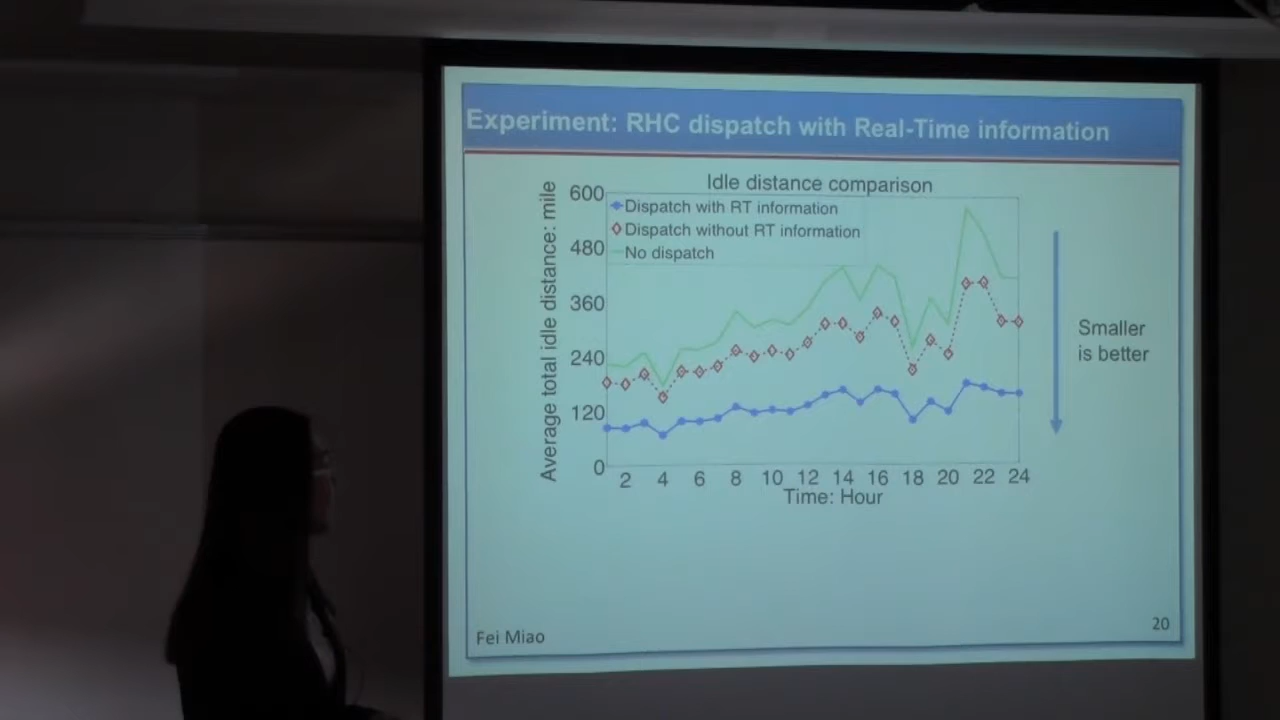 Experiment: RHC dispatch with Real-Time information
Idle distance comparison
Average total idle distance: mile
600
480
360
240
120
0
Dispatch with RT information
Dispatch without RT information
No dispatch
2 4 6 8 10 12 14 16 18 20 22 24
Time: Hour
Smaller
is better
Fei Miao
20